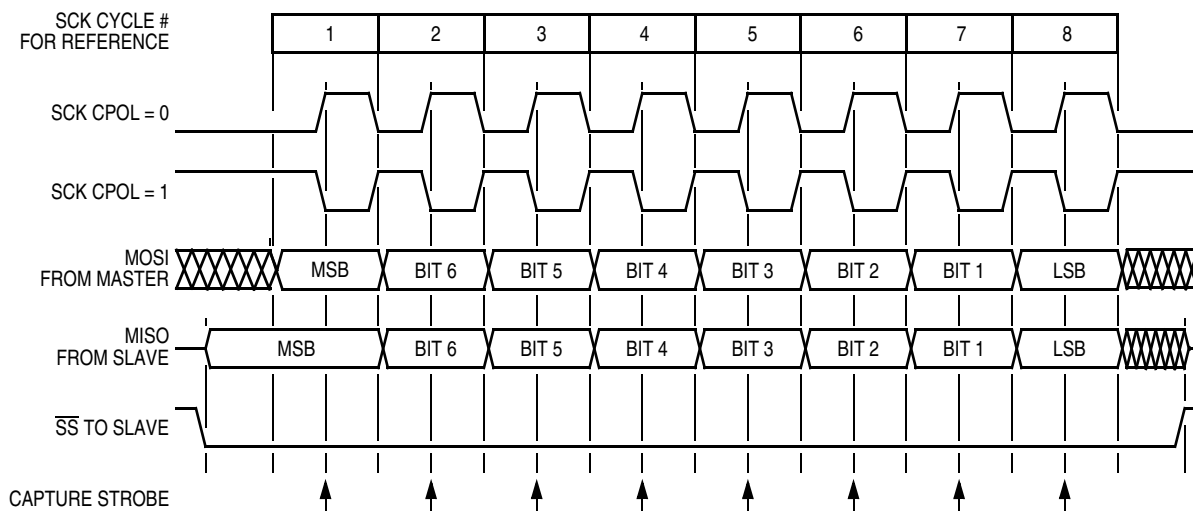 SCK CYCLE #
FOR REFERENCE
1 2 3 4 5 6 7 8
SCK CPOL = 0
SCK CPOL = 1
MOSI
FROM MASTER
MSB BIT 6 BIT 5 BIT 4 BIT 3 BIT 2 BIT 1 LSB
MISO
FROM SLAVE
MSB BIT 6 BIT 5 BIT 4 BIT 3 BIT 2 BIT 1 LSB
S̅S̅ TO SLAVE
CAPTURE STROBE